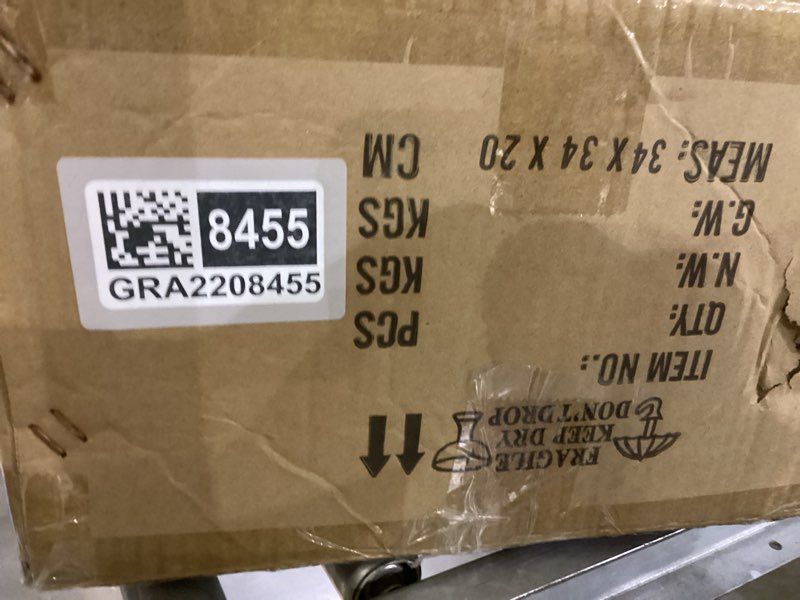 8455
GRA2208455
FRAGILE
KEEP DRY
DON'T DROP
ITEM NO.:
QTY: PCS
N.W: KGS
G.W: KGS
MEAS: 34 X 34 X 20 CM